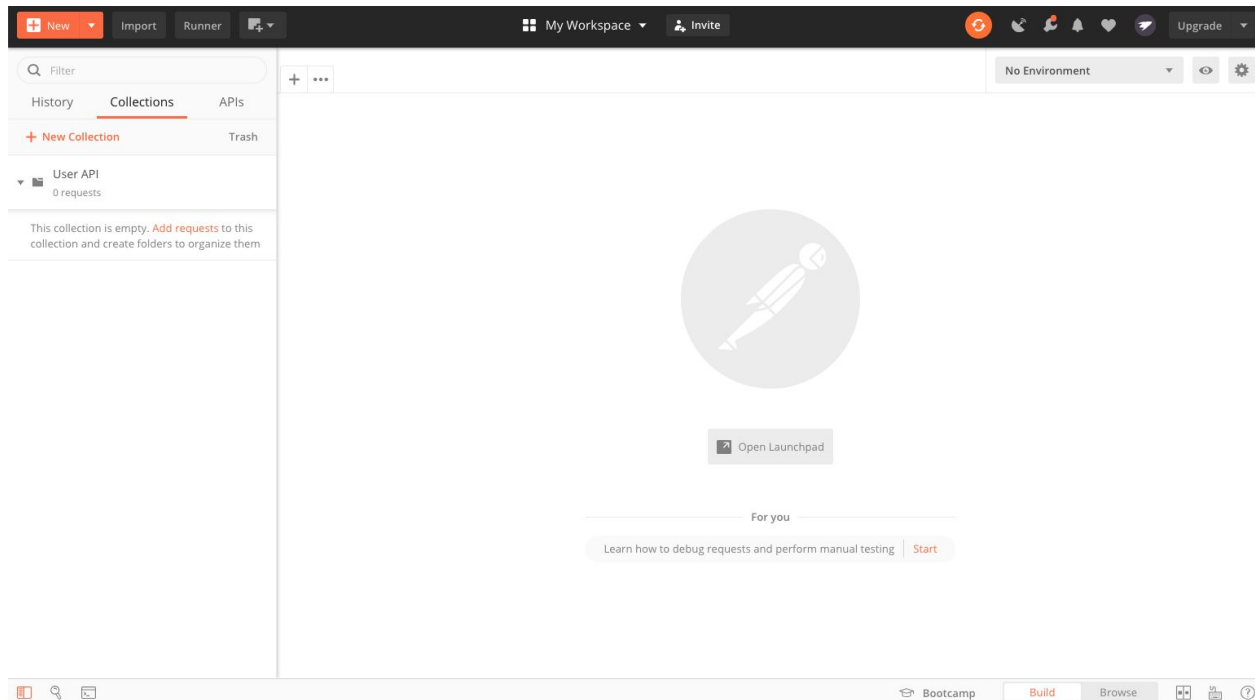 New Import Runner My Workspace Invite Upgrade
Filter
No Environment
History Collections APIs
+ New Collection Trash
User API
0 requests
This collection is empty. Add requests to this
collection and create folders to organize them
Open Launchpad
For you
Learn how to debug requests and perform manual testing Start
Bootcamp Build Browse